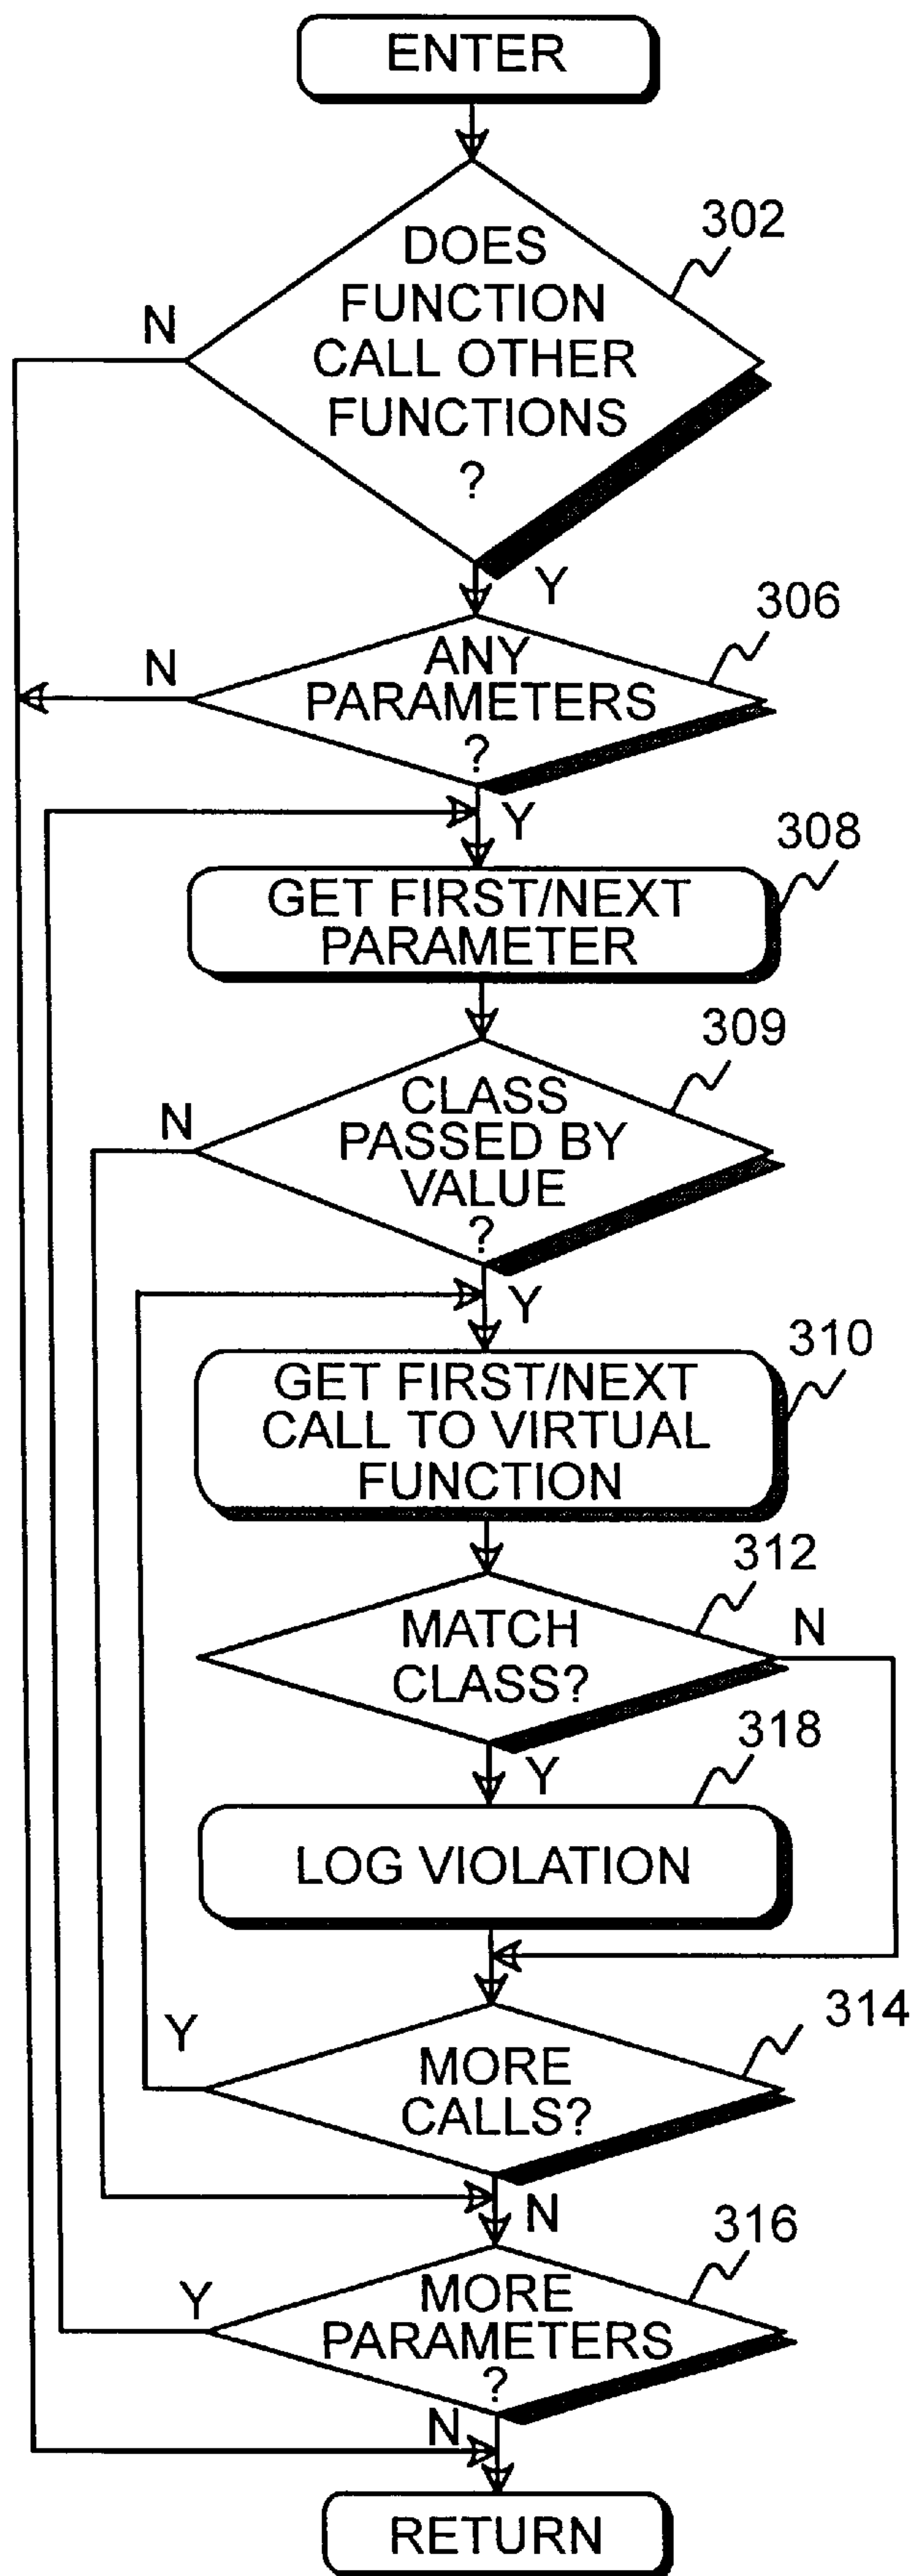 ENTER
302
DOES
FUNCTION
CALL OTHER
FUNCTIONS
?
N
Y
306
ANY
PARAMETERS
?
N
Y
308
GET FIRST/NEXT
PARAMETER
309
CLASS
PASSED BY
VALUE
?
N
Y
310
GET FIRST/NEXT
CALL TO VIRTUAL
FUNCTION
312
MATCH
CLASS?
N
Y
318
LOG VIOLATION
314
MORE
CALLS?
Y
N
316
MORE
PARAMETERS
?
Y
N
RETURN